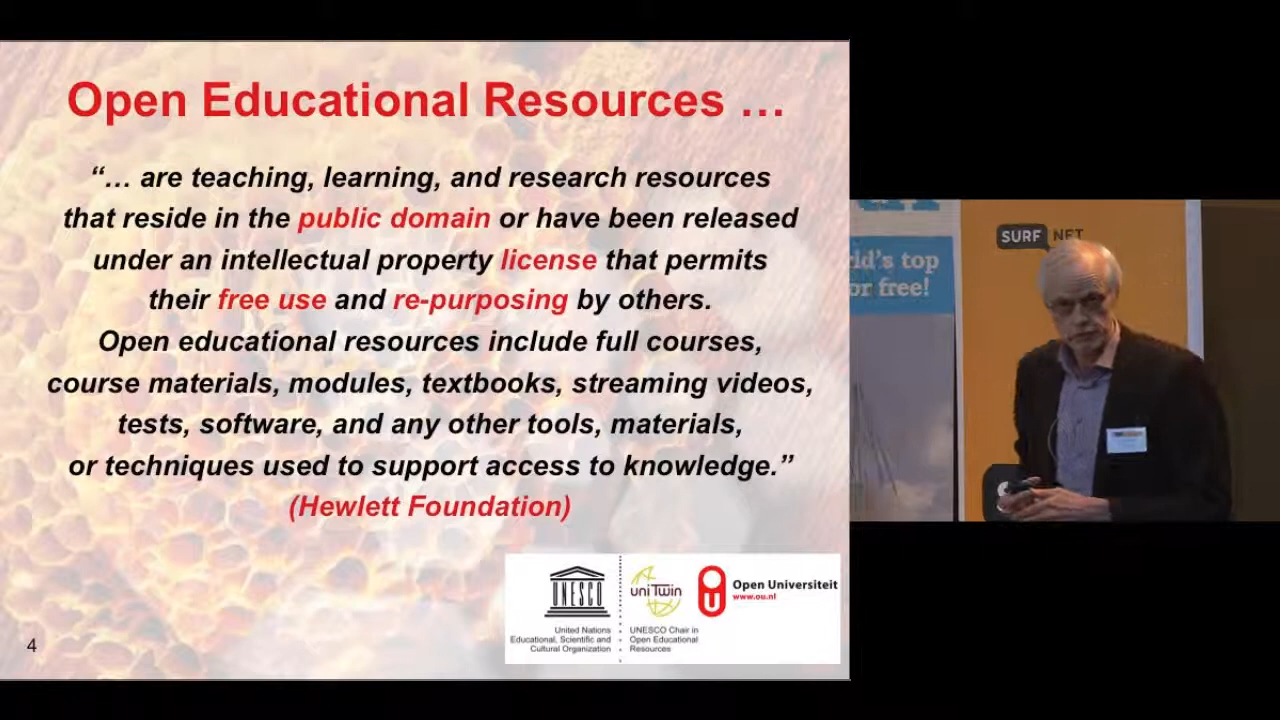 Open Educational Resources …
“… are teaching, learning, and research resources
that reside in the public domain or have been released
under an intellectual property license that permits
their free use and re-purposing by others.
Open educational resources include full courses,
course materials, modules, textbooks, streaming videos,
tests, software, and any other tools, materials,
or techniques used to support access to knowledge.”
(Hewlett Foundation)
UNESCO
United Nations
Educational, Scientific and
Cultural Organization
uniTwin
UNESCO Chair in
Open Educational
Resources
Open Universiteit
www.ou.nl
4
ld's top
or free!
SURF NET